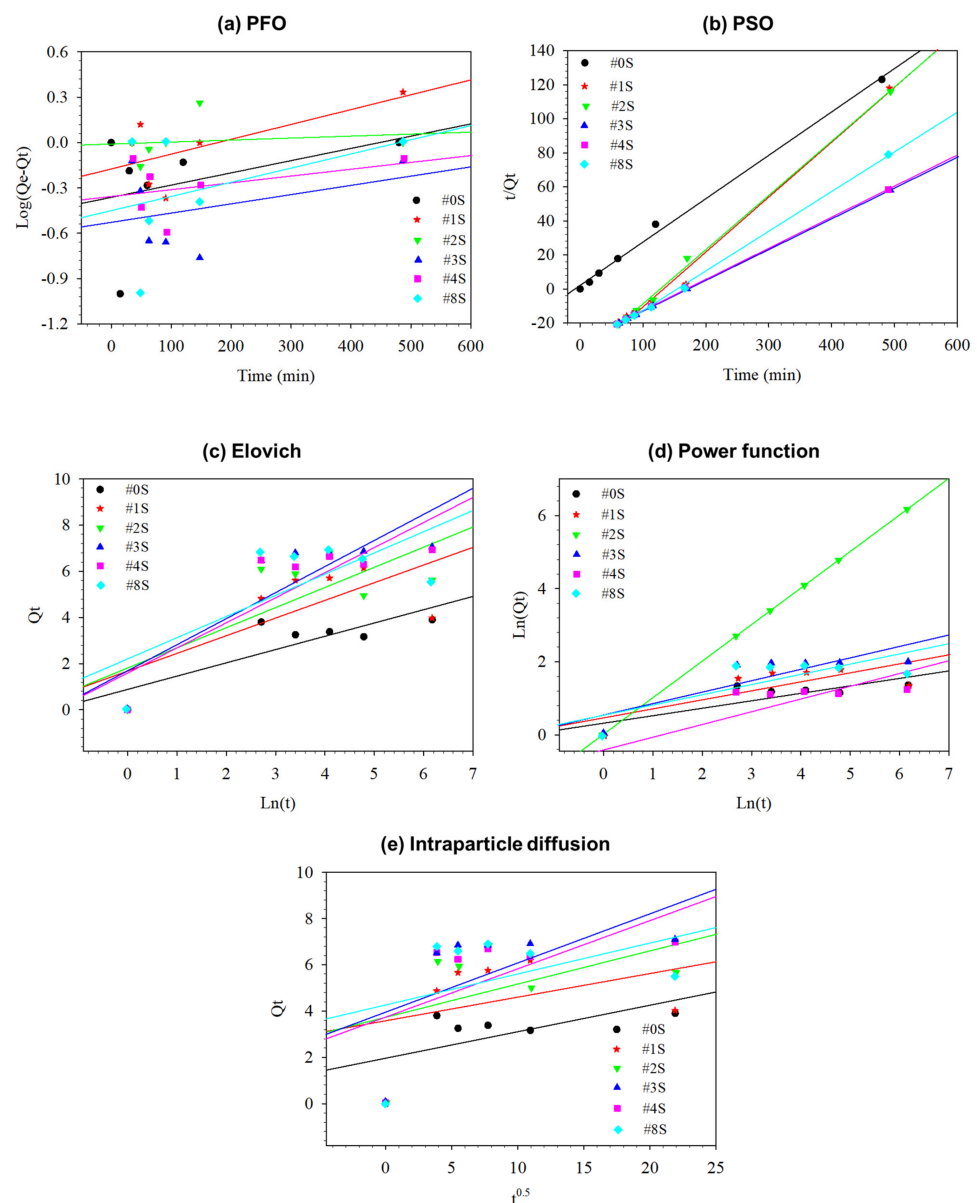 (a) PFO
0.6
0.3
0.0
-0.3
-0.6
-0.9
-1.2
Log(Qe-Qt)
#0S
#1S
#2S
#3S
#4S
#8S
0 100 200 300 400 500 600
Time (min)
(b) PSO
140
120
100
80
60
40
20
0
-20
t/Qt
#0S
#1S
#2S
#3S
#4S
#8S
0 100 200 300 400 500 600
Time (min)
(c) Elovich
10
8
6
4
2
0
Qt
#0S
#1S
#2S
#3S
#4S
#8S
0 1 2 3 4 5 6 7
Ln(t)
(d) Power function
6
4
2
0
Ln(Qt)
#0S
#1S
#2S
#3S
#4S
#8S
0 1 2 3 4 5 6 7
Ln(t)
(e) Intraparticle diffusion
10
8
6
4
2
0
Qt
#0S
#1S
#2S
#3S
#4S
#8S
0 5 10 15 20 25
t^0.5